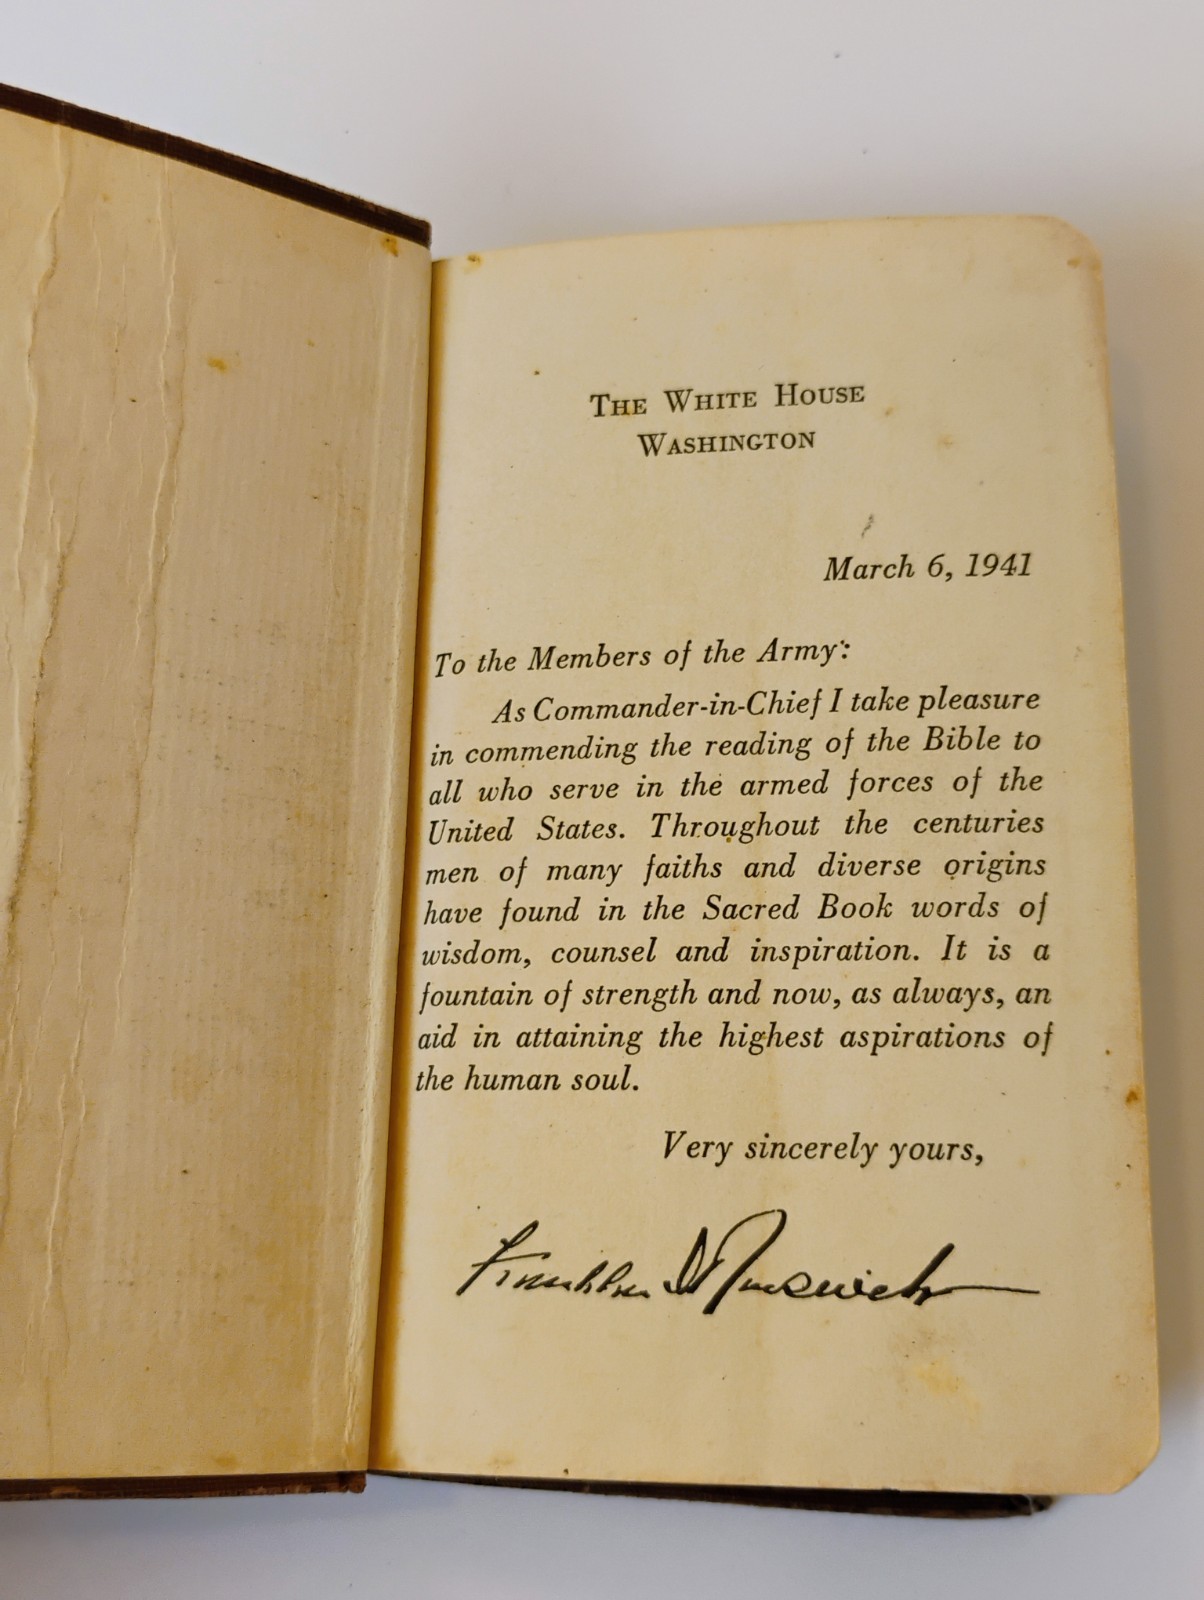 The White House
Washington
March 6, 1941
To the Members of the Army:
As Commander-in-Chief I take pleasure
in commending the reading of the Bible to
all who serve in the armed forces of the
United States. Throughout the centuries
men of many faiths and diverse origins
have found in the Sacred Book words of
wisdom, counsel and inspiration. It is a
fountain of strength and now, as always, an
aid in attaining the highest aspirations of
the human soul.
Very sincerely yours,
Franklin D Roosevelt